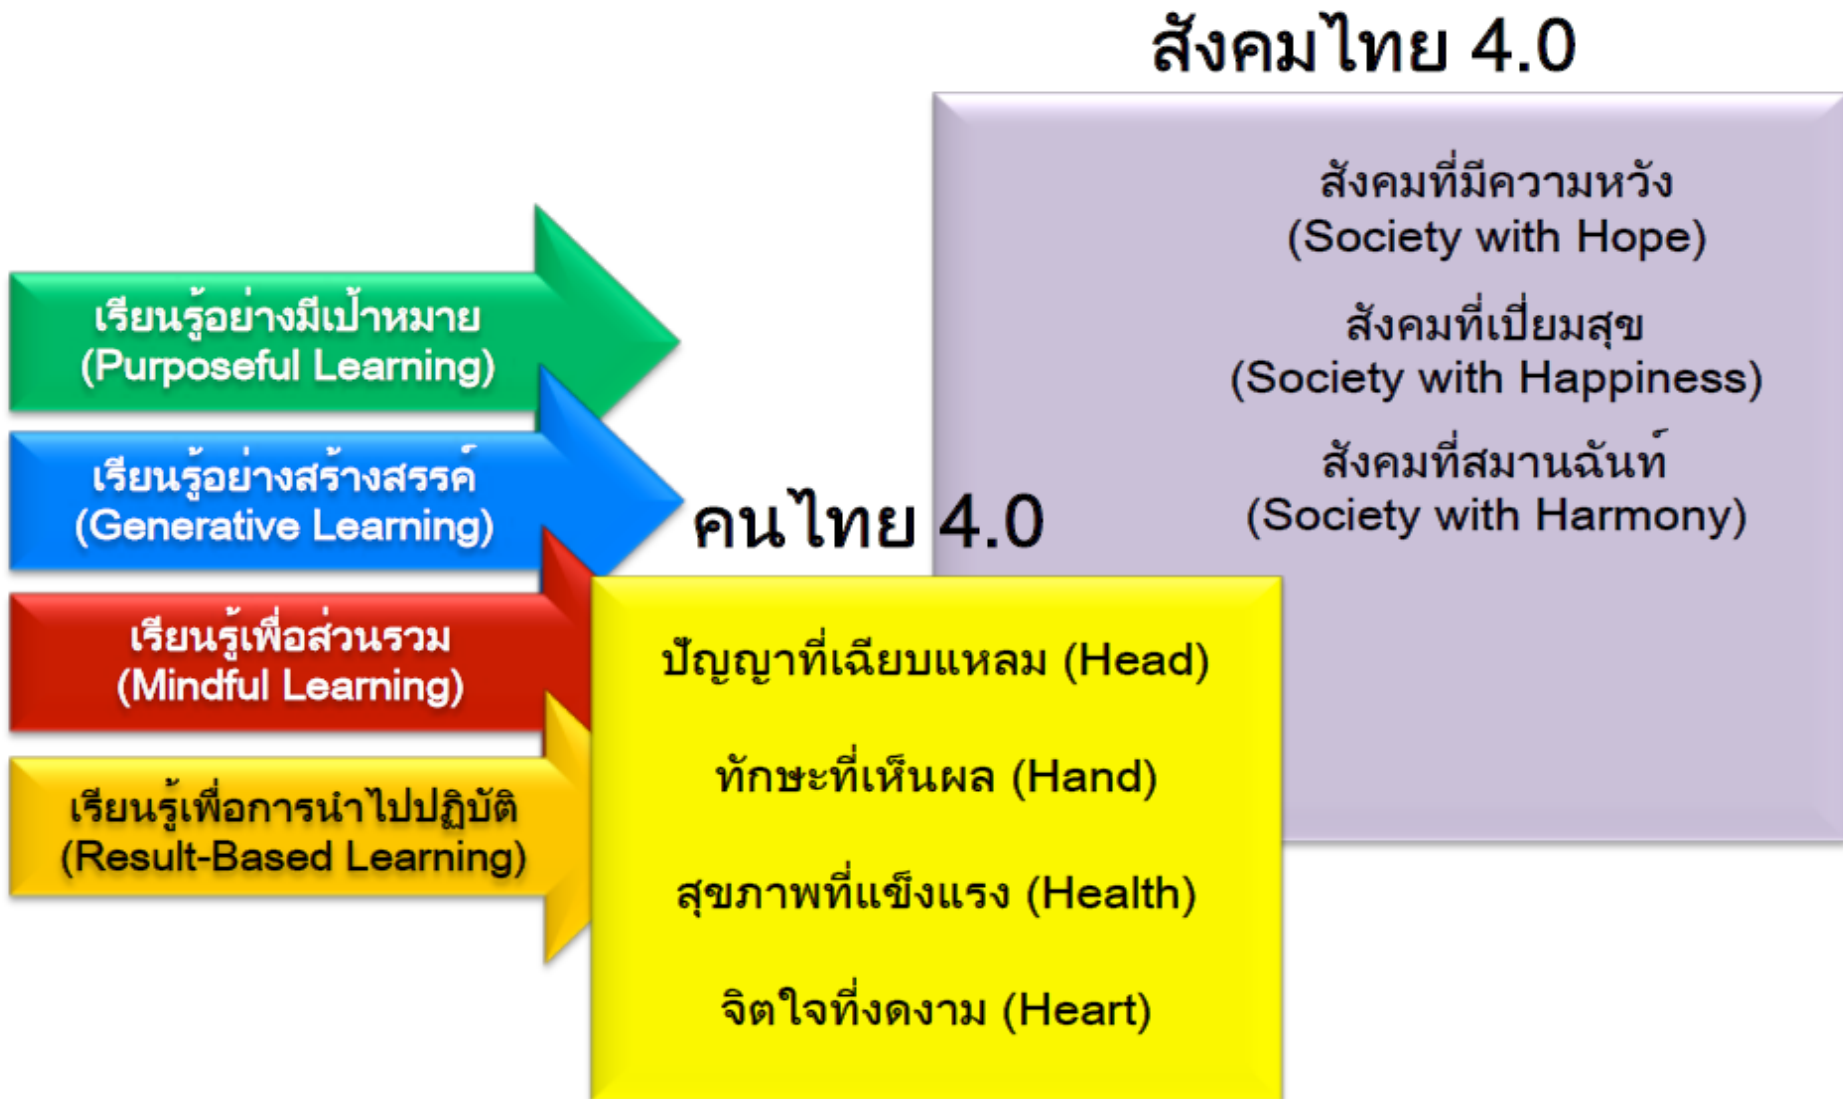 สังคมไทย 4.0
สังคมที่มีความหวัง
(Society with Hope)
สังคมที่เปี่ยมสุข
(Society with Happiness)
สังคมที่สมานฉันท์
(Society with Harmony)
เรียนรู้อย่างมีเป้าหมาย
(Purposeful Learning)
เรียนรู้อย่างสร้างสรรค์
(Generative Learning)
เรียนรู้เพื่อส่วนรวม
(Mindful Learning)
เรียนรู้เพื่อการนำไปปฏิบัติ
(Result-Based Learning)
คนไทย 4.0
ปัญญาที่เฉียบแหลม (Head)
ทักษะที่เห็นผล (Hand)
สุขภาพที่แข็งแรง (Health)
จิตใจที่งดงาม (Heart)